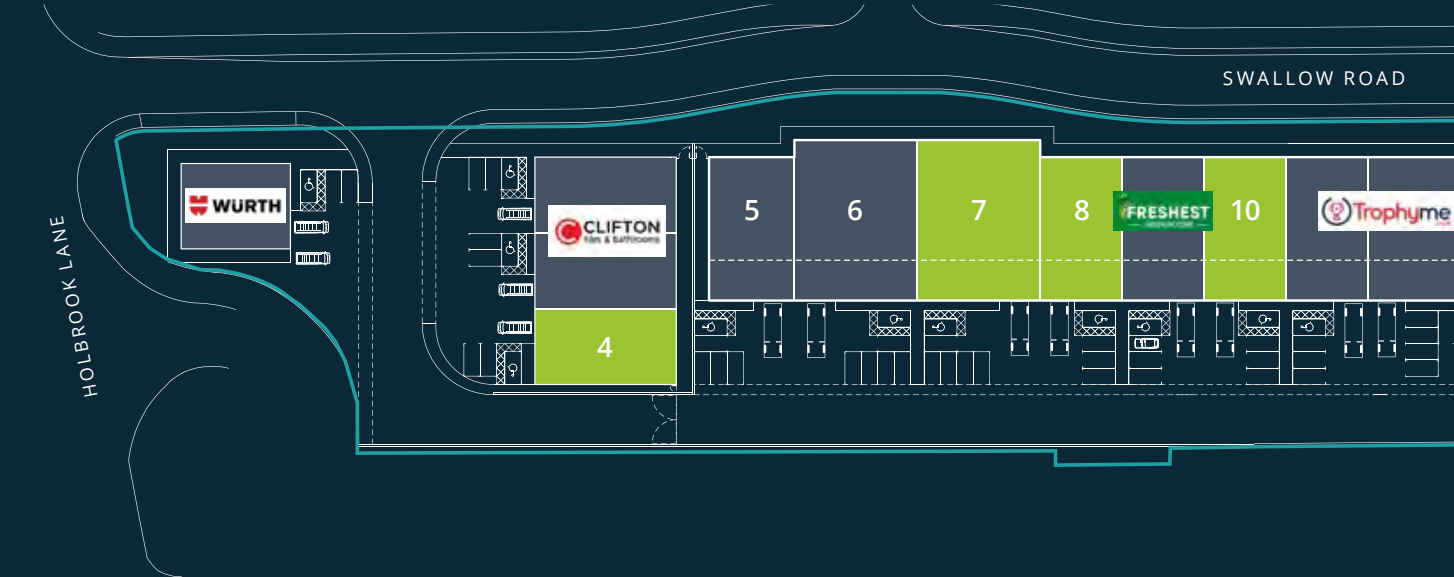 SWALLOW ROAD
HOLBROOK LANE
WÜRTH
CLIFTON
4
5
6
7
8
FRESHEST
10
Trophyme